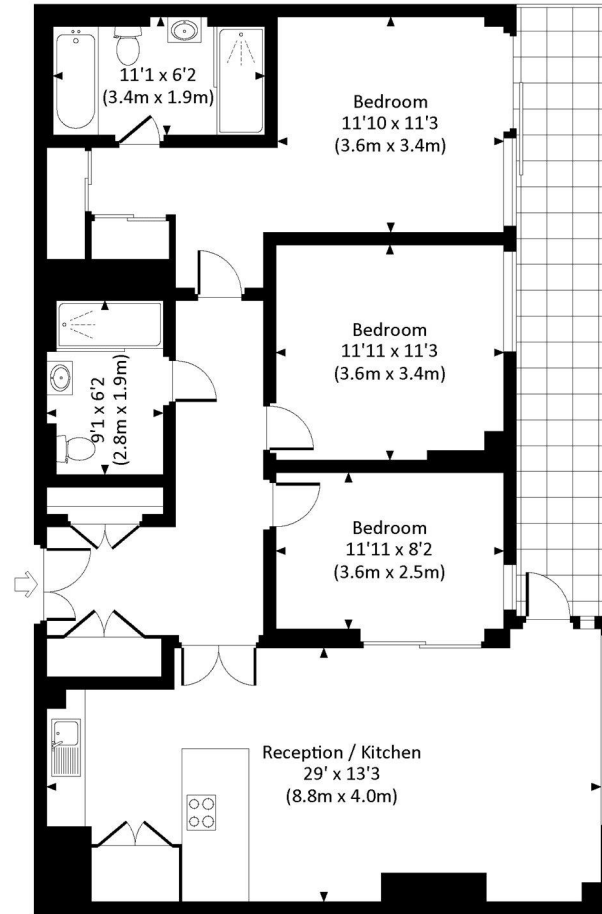 11'1 x 6'2
(3.4m x 1.9m)
Bedroom
11'10 x 11'3
(3.6m x 3.4m)
Bedroom
11'11 x 11'3
(3.6m x 3.4m)
9'1 x 6'2
(2.8m x 1.9m)
Bedroom
11'11 x 8'2
(3.6m x 2.5m)
Reception / Kitchen
29' x 13'3
(8.8m x 4.0m)